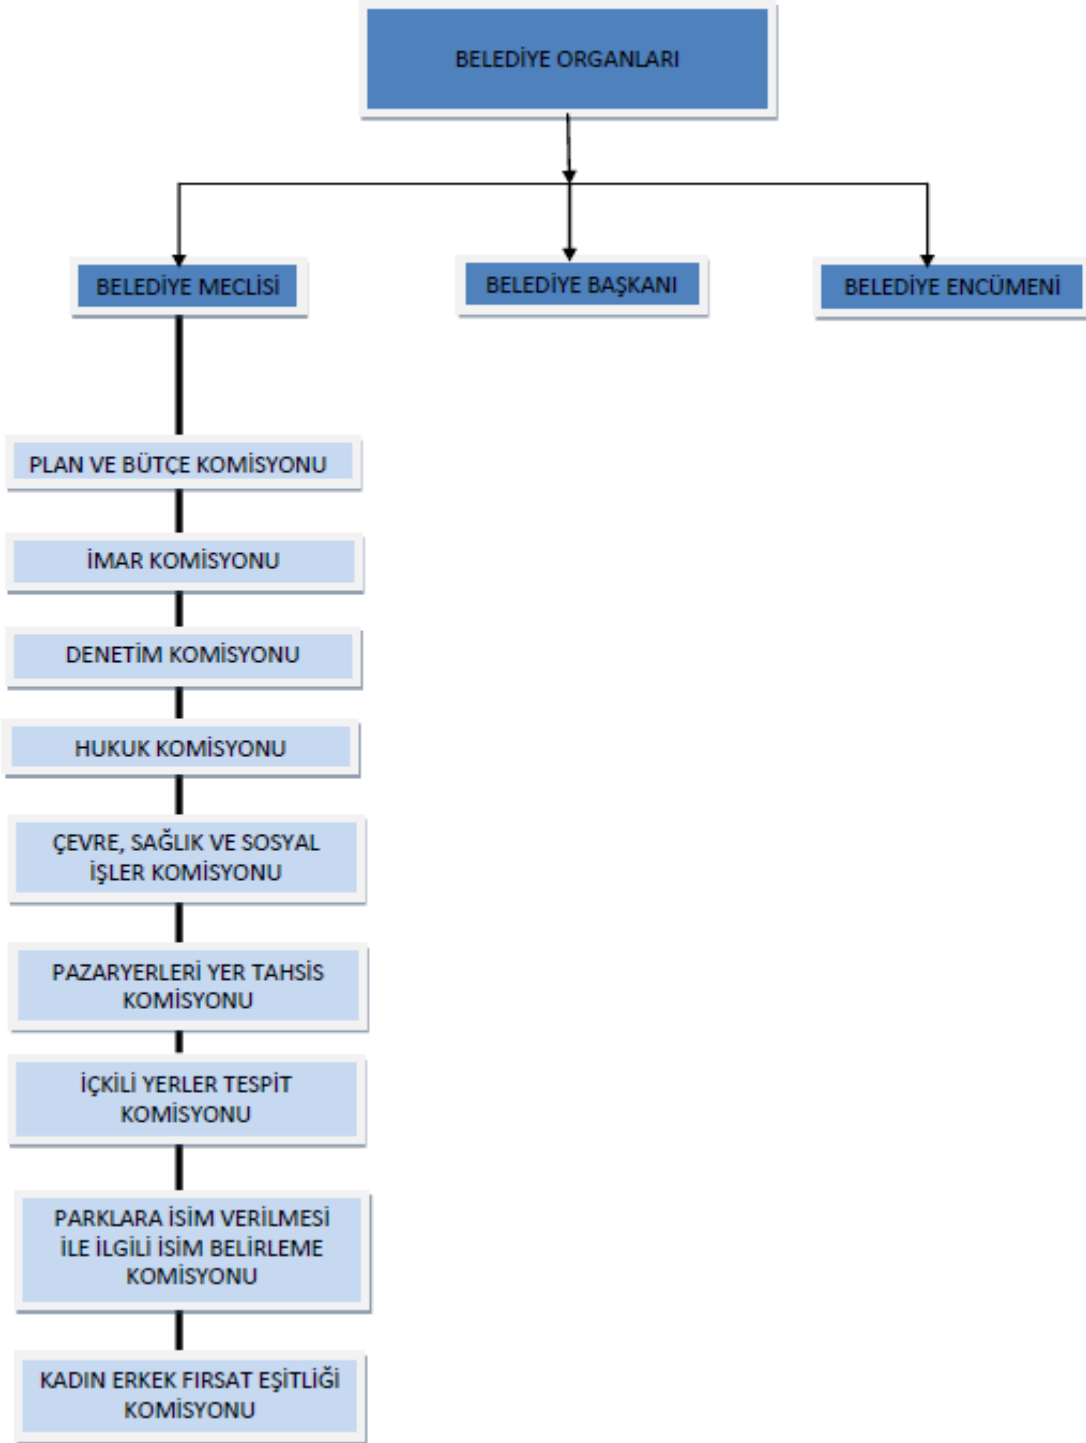 BELEDİYE ORGANLARI
BELEDİYE MECLİSİ
BELEDİYE BAŞKANI
BELEDİYE ENCÜMENİ
PLAN VE BÜTÇE KOMİSYONU
İMAR KOMİSYONU
DENETİM KOMİSYONU
HUKUK KOMİSYONU
ÇEVRE, SAĞLIK VE SOSYAL
İŞLER KOMİSYONU
PAZARYERLERİ YER TAHSİS
KOMİSYONU
İÇKİLİ YERLER TESPİT
KOMİSYONU
PARKLARA İSİM VERİLMESİ
İLE İLGİLİ İSİM BELİRLEME
KOMİSYONU
KADIN ERKEK FIRSAT EŞİTLİĞİ
KOMİSYONU